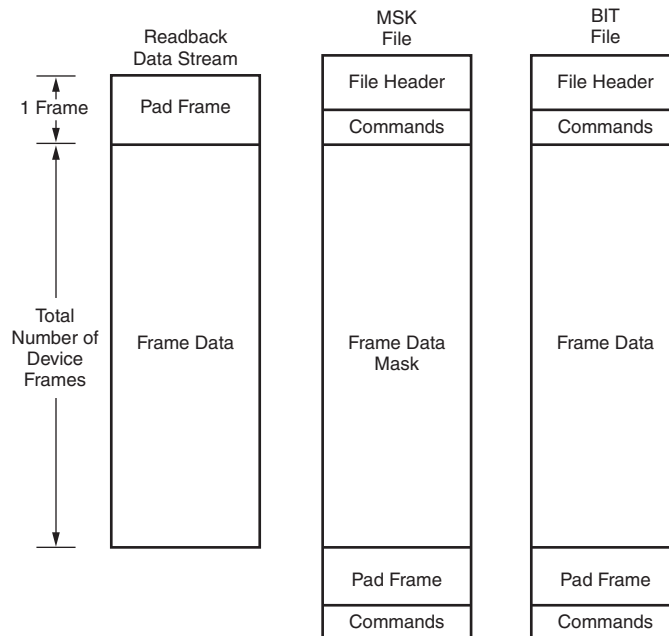 Readback
Data Stream
MSK
File
BIT
File
1 Frame
Pad Frame
File Header
Commands
File Header
Commands
Total
Number of
Device
Frames
Frame Data
Frame Data
Mask
Frame Data
Pad Frame
Commands
Pad Frame
Commands